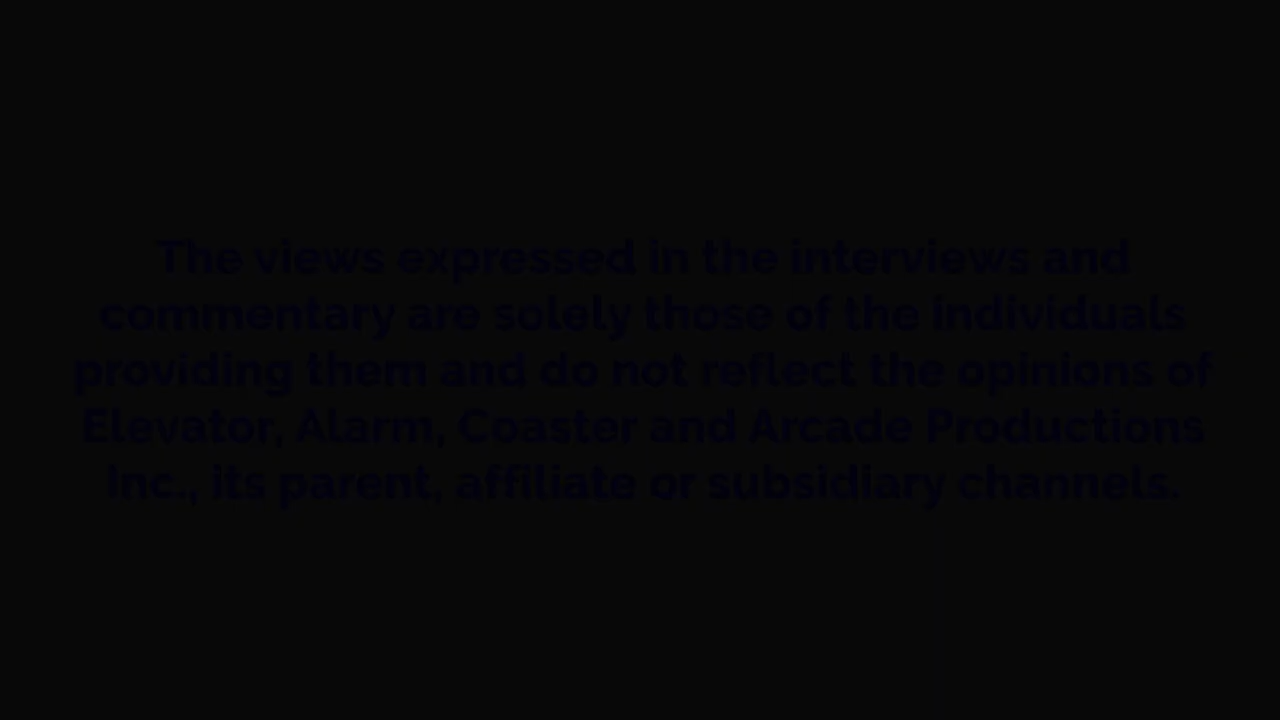 The views expressed in the interviews and
commentary are solely those of the individuals
providing them and do not reflect the opinions of
Elevator, Alarm, Coaster and Arcade Productions
Inc., its parent, affiliate or subsidiary channels.